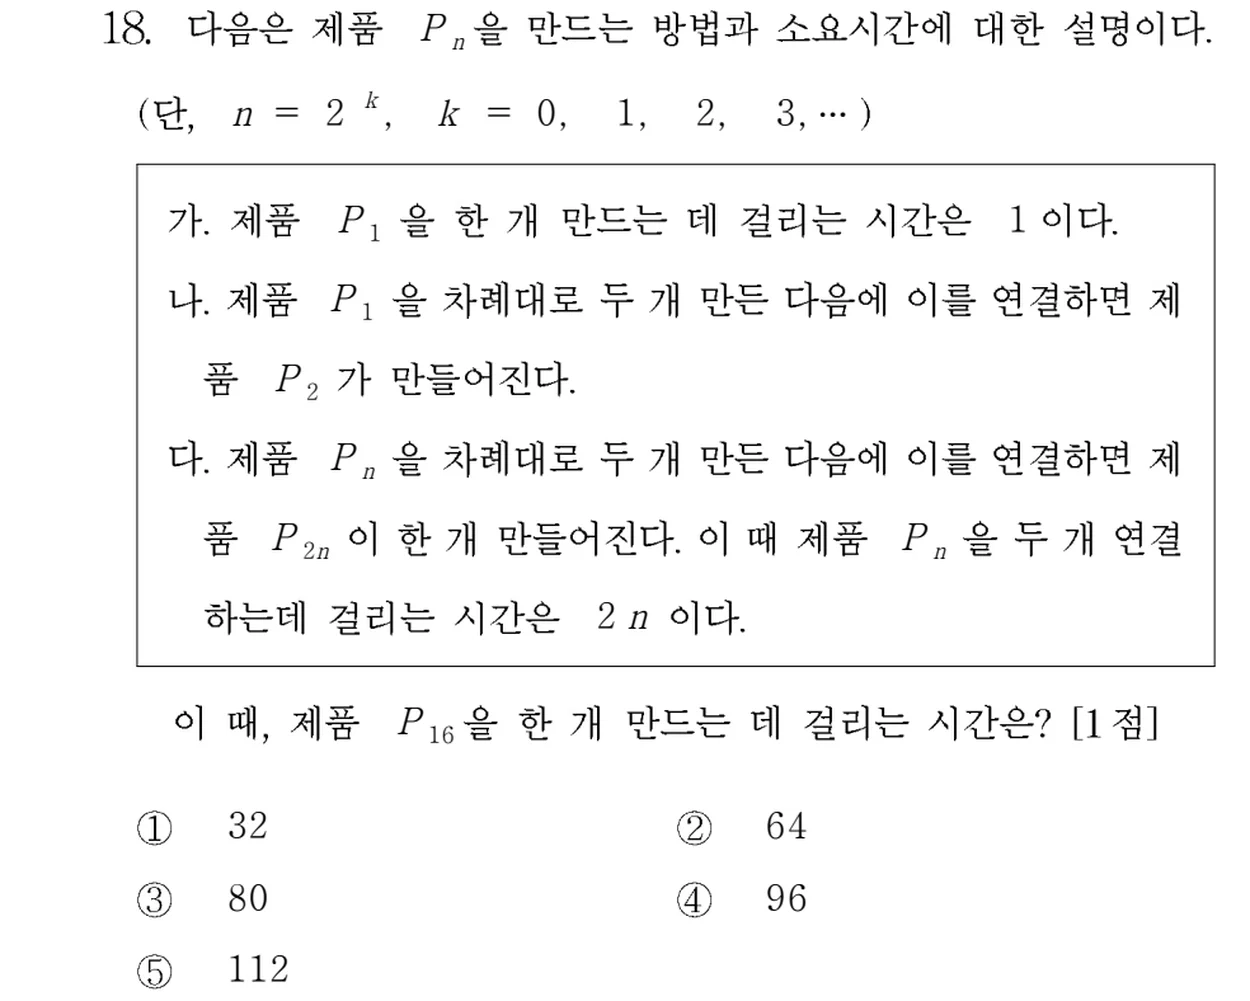 18. 다음은 제품 Pₙ을 만드는 방법과 소요시간에 대한 설명이다.
(단, n = 2ᵏ, k = 0, 1, 2, 3, ⋯ )
가. 제품 P₁ 을 한 개 만드는 데 걸리는 시간은 1 이다.
나. 제품 P₁ 을 차례대로 두 개 만든 다음에 이를 연결하면 제
품 P₂ 가 만들어진다.
다. 제품 Pₙ 을 차례대로 두 개 만든 다음에 이를 연결하면 제
품 P₂ₙ 이 한 개 만들어진다. 이 때 제품 Pₙ 을 두 개 연결
하는데 걸리는 시간은 2n 이다.
이 때, 제품 P₁₆을 한 개 만드는 데 걸리는 시간은? [1점]
① 32 ② 64
③ 80 ④ 96
⑤ 112